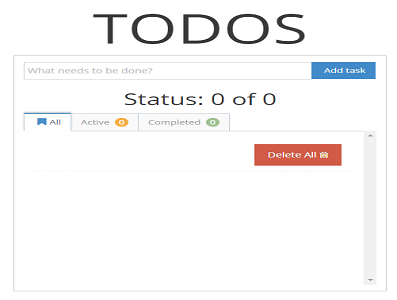 TODOS
What needs to be done? Add task
Status: 0 of 0
All Active 0 Completed 0
Delete All